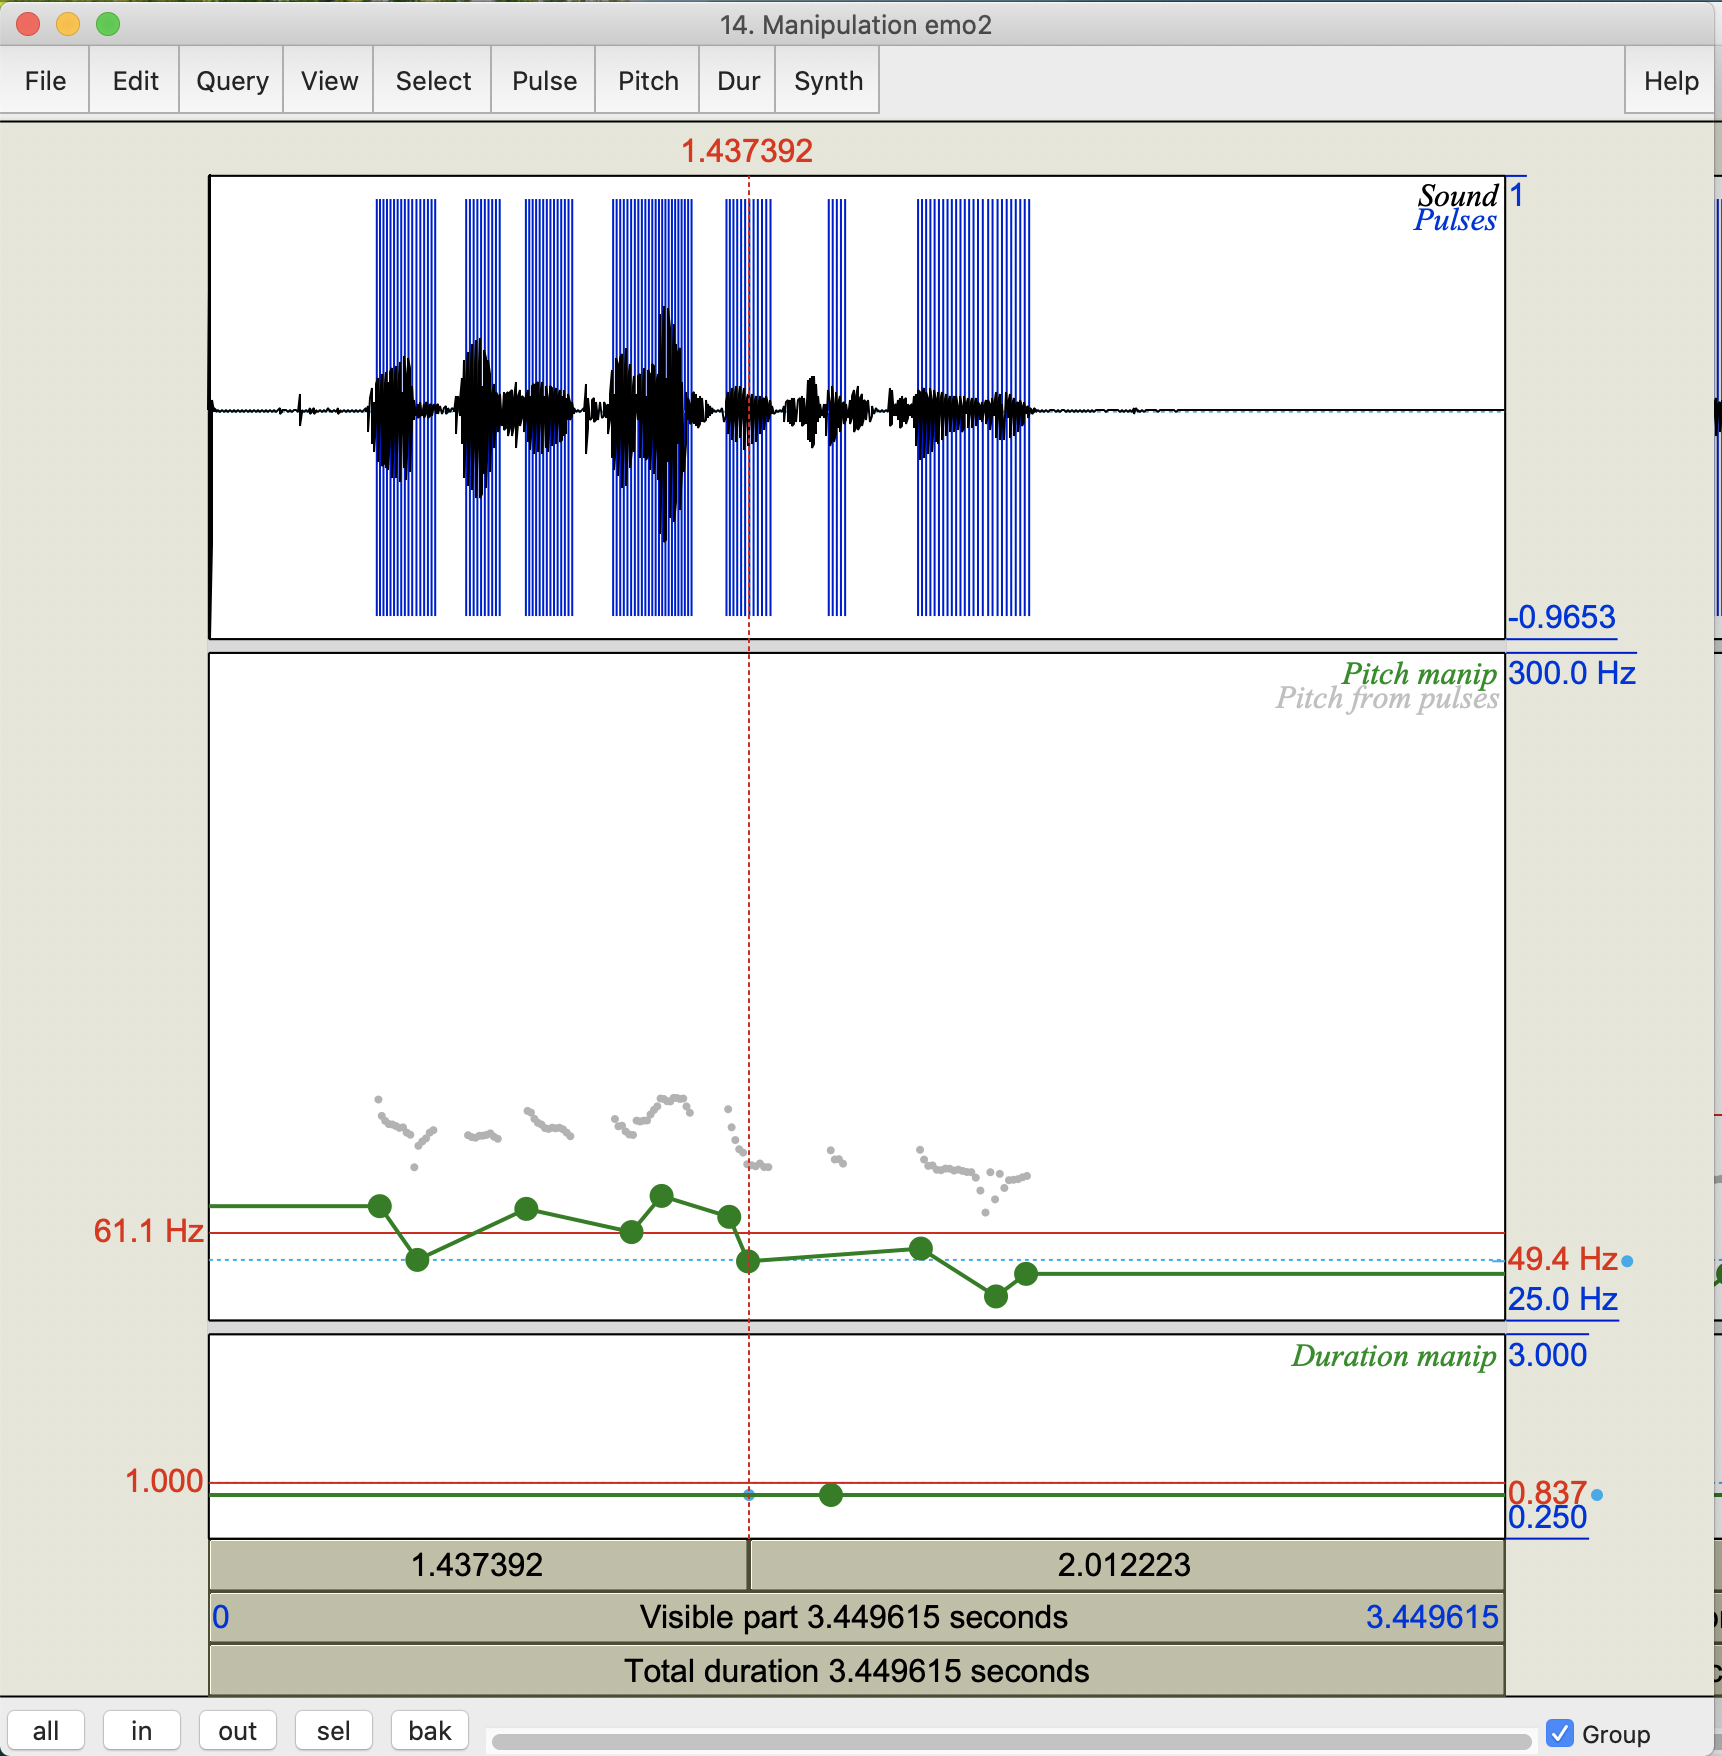 14. Manipulation emo2
File Edit Query View Select Pulse Pitch Dur Synth Help
1.437392
Sound
Pulses
1
-0.9653
Pitch manip
Pitch from pulses
300.0 Hz
61.1 Hz
49.4 Hz
25.0 Hz
Duration manip
3.000
1.000
0.837
0.250
1.437392 2.012223
0 Visible part 3.449615 seconds 3.449615
Total duration 3.449615 seconds
all in out sel bak Group